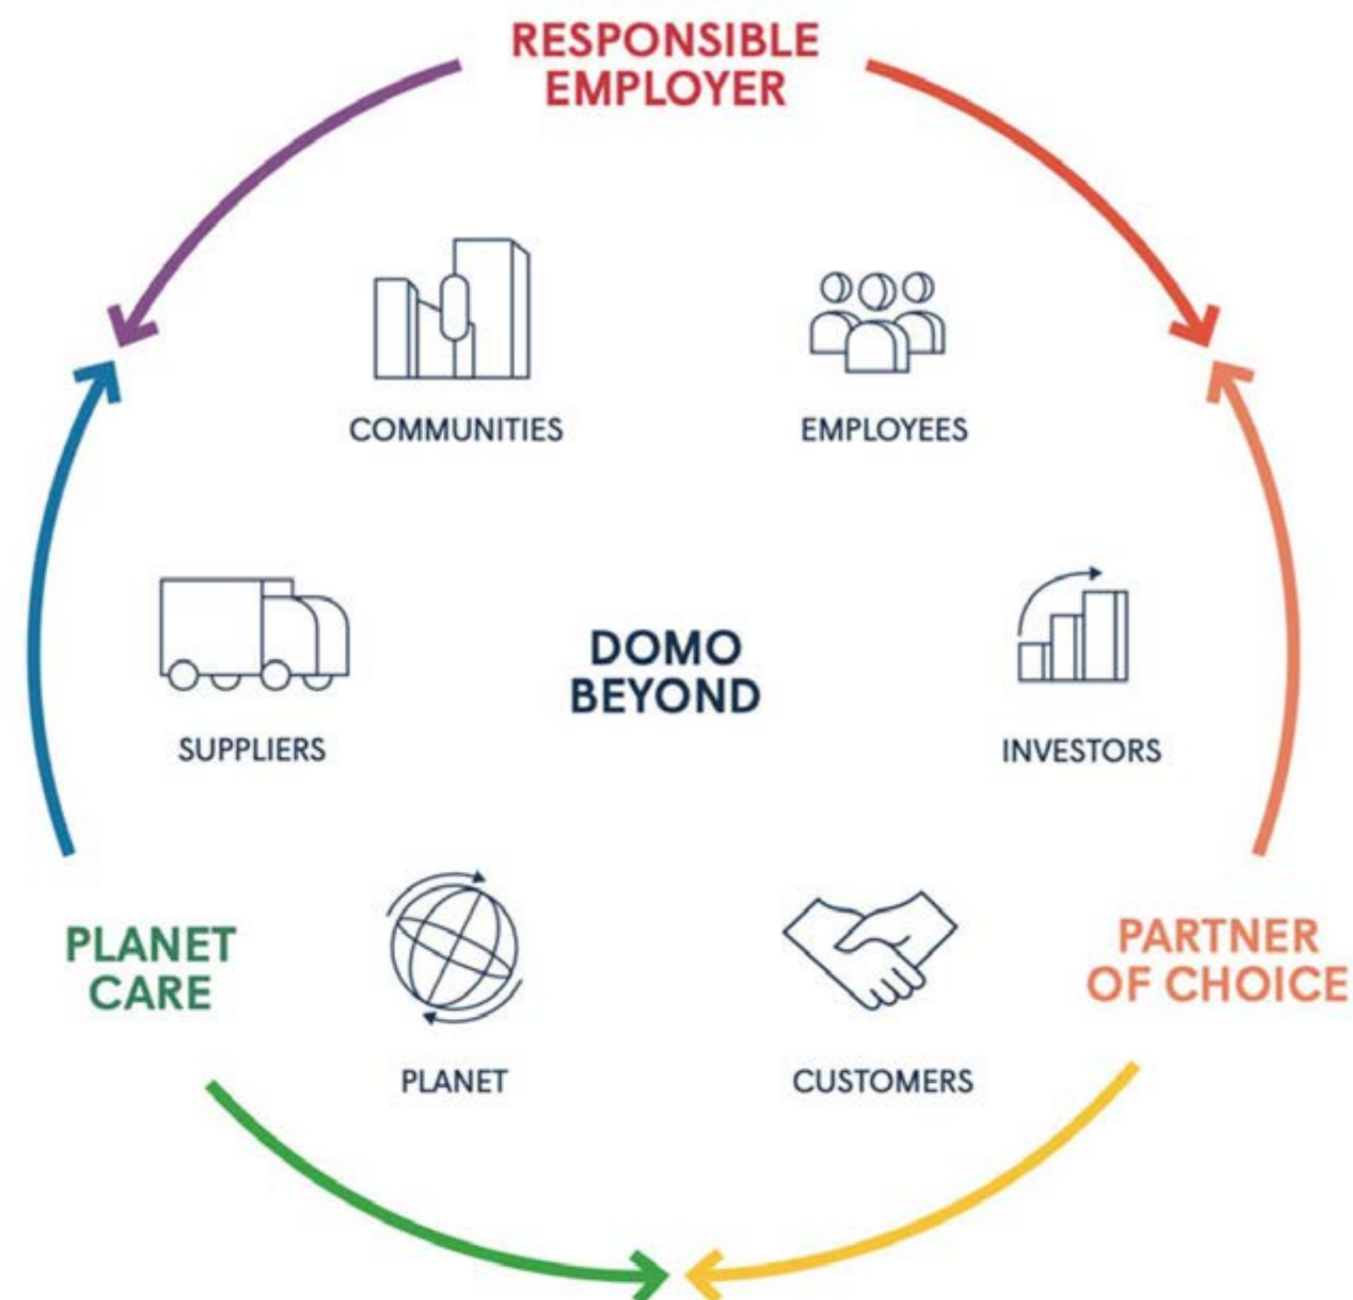 RESPONSIBLE
EMPLOYER
COMMUNITIES
EMPLOYEES
SUPPLIERS
DOMO
BEYOND
INVESTORS
PLANET
CARE
PARTNER
OF CHOICE
PLANET
CUSTOMERS